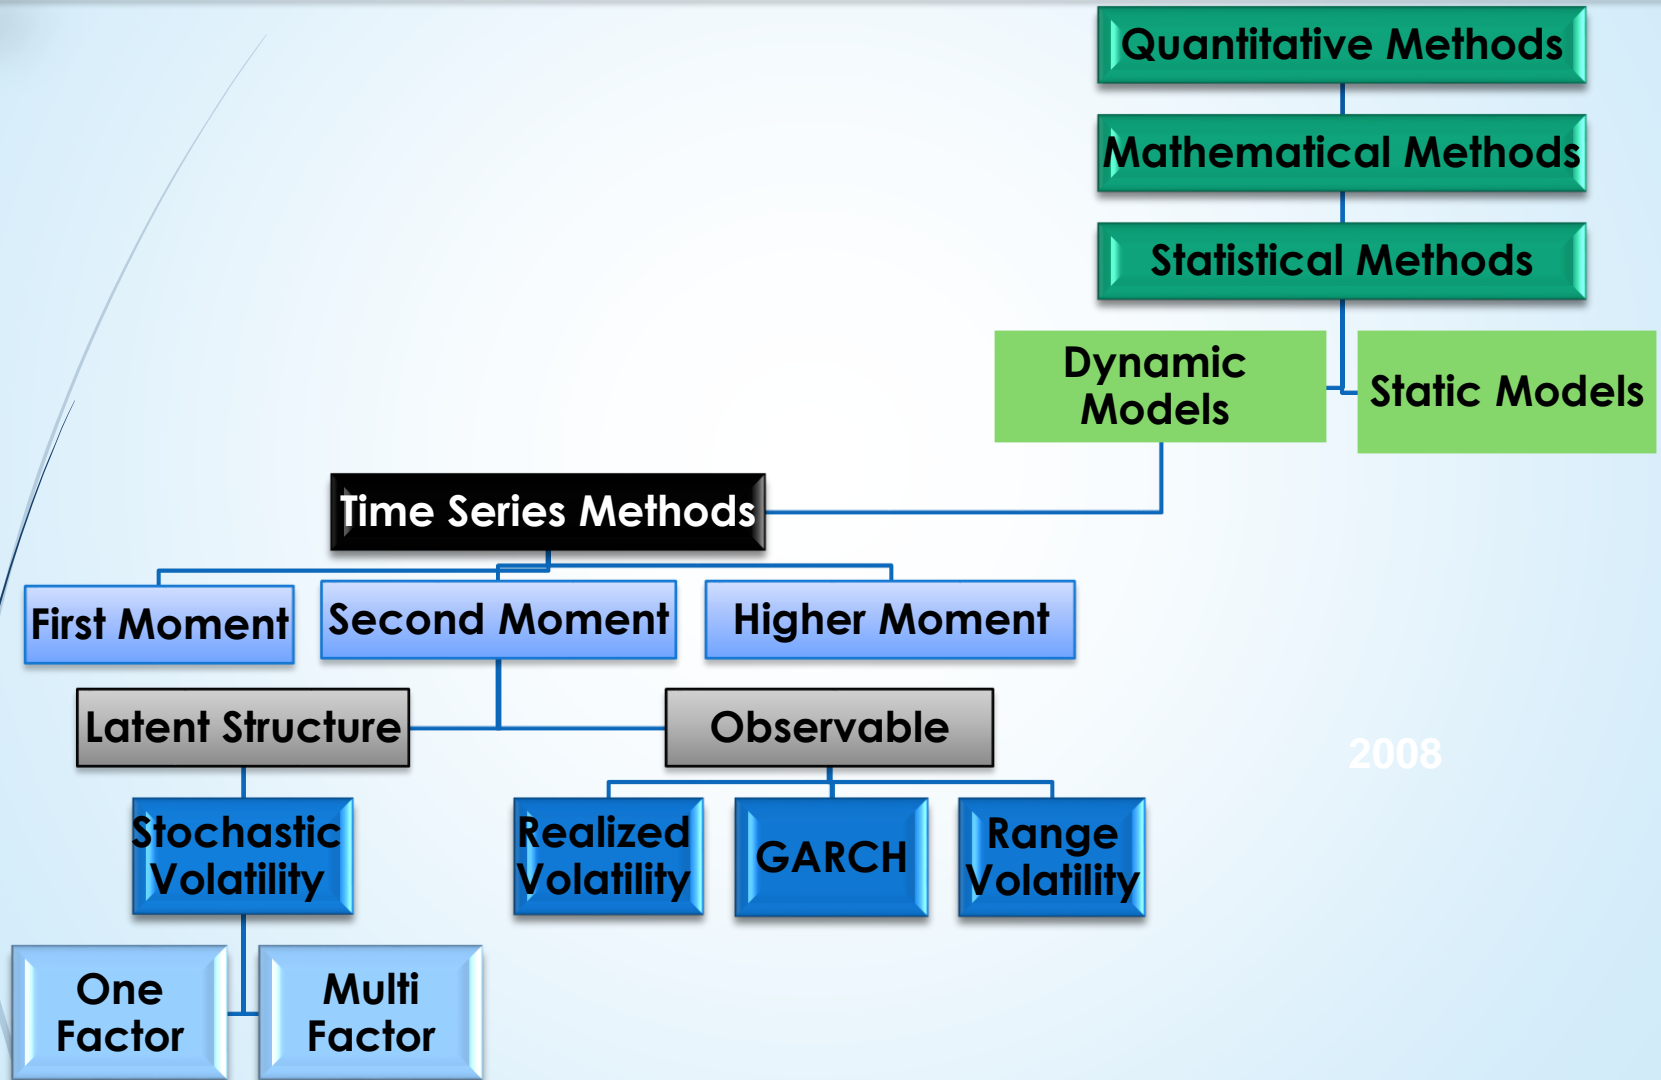 Quantitative Methods
Mathematical Methods
Statistical Methods
Dynamic
Models
Static Models
Time Series Methods
First Moment
Second Moment
Higher Moment
Latent Structure
Observable
2008
Stochastic
Volatility
Realized
Volatility
GARCH
Range
Volatility
One
Factor
Multi
Factor